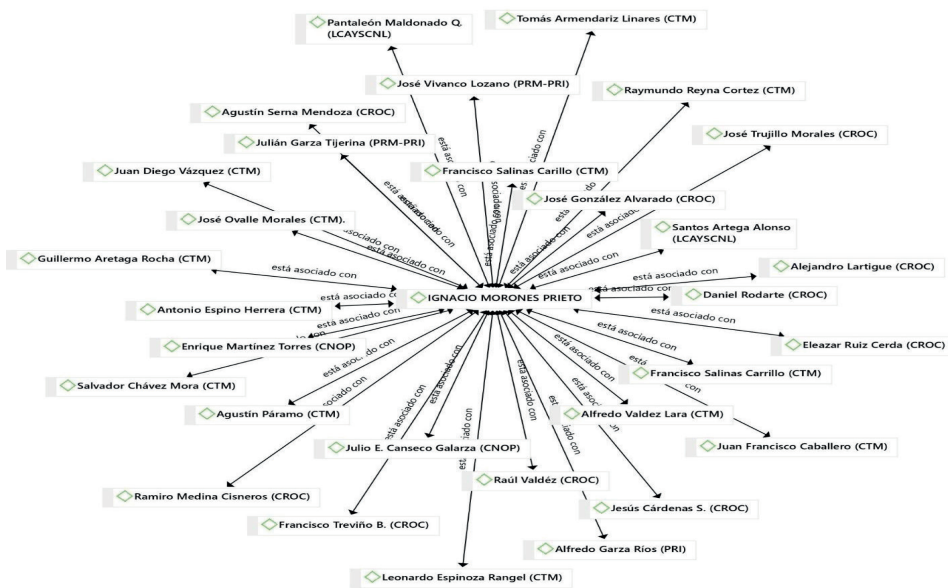 Pantaleón Maldonado Q.
(LCAYSCNL)
Tomás Armendariz Linares (CTM)
José Vivanco Lozano (PRM-PRI)
Raymundo Reyna Cortez (CTM)
Agustín Serna Mendoza (CROC)
José Trujillo Morales (CROC)
Julián Garza Tijerina (PRM-PRI)
Juan Diego Vázquez (CTM)
Francisco Salinas Carillo (CTM)
José González Alvarado (CROC)
José Ovalle Morales (CTM).
Santos Artega Alonso
(LCAYSCNL)
está asociado con
está asociado con
está asociado con
Guillermo Aretaga Rocha (CTM)
está asociado con
está asociado con
Alejandro Lartigue (CROC)
está asociado con
IGNACIO MORONES PRIETO
Daniel Rodarte (CROC)
Antonio Espino Herrera (CTM)
está asociado con
está asociado con
está asociado con
Enrique Martínez Torres (CNOP)
Eleazar Ruiz Cerda (CROC)
Francisco Salinas Carrillo (CTM)
Salvador Chávez Mora (CTM)
está asociado con
está asociado con
Agustín Páramo (CTM)
Alfredo Valdez Lara (CTM)
está asociado con
Julio E. Canseco Galarza (CNOP)
Juan Francisco Caballero (CTM)
Raúl Valdéz (CROC)
Ramiro Medina Cisneros (CROC)
Jesús Cárdenas S. (CROC)
Francisco Treviño B. (CROC)
Alfredo Garza Ríos (PRI)
Leonardo Espinoza Rangel (CTM)